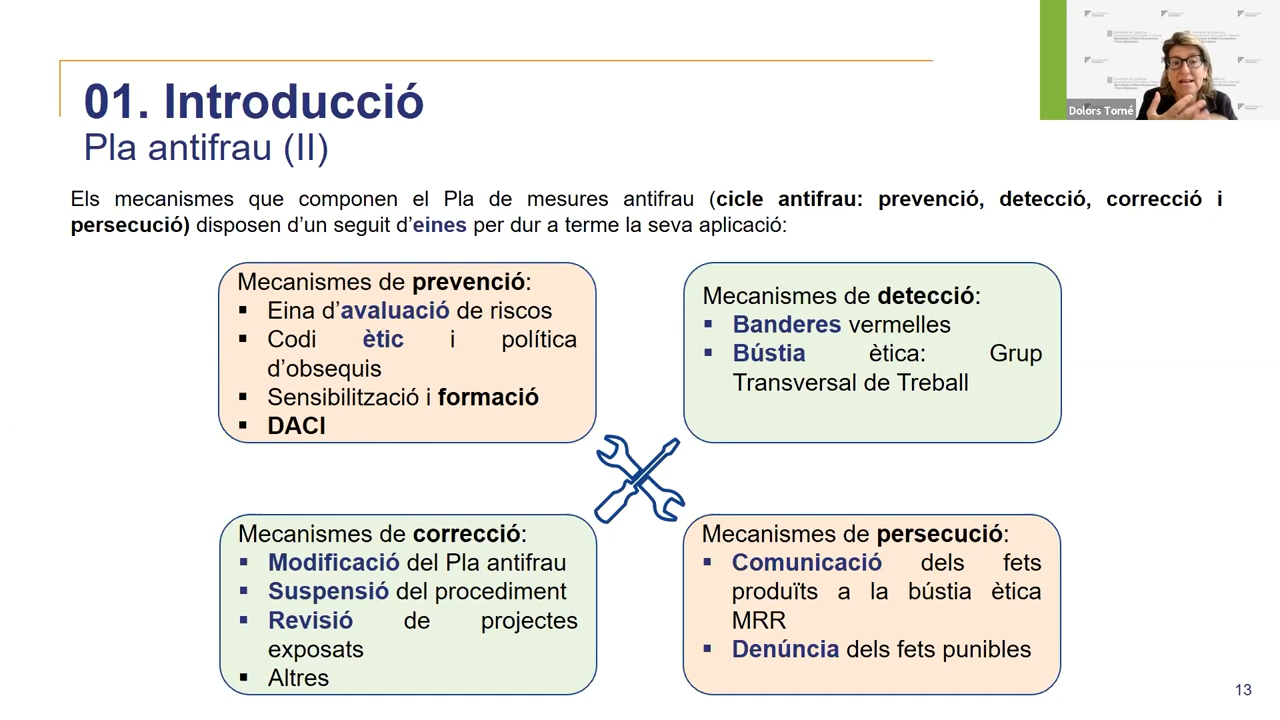 01. Introducció
Pla antifrau (II)
Dolors Torné
Els mecanismes que componen el Pla de mesures antifrau (cicle antifrau: prevenció, detecció, correcció i
persecució) disposen d'un seguit d'eines per dur a terme la seva aplicació:
Mecanismes de prevenció:
▪ Eina d'avaluació de riscos
▪ Codi ètic i política
d'obsequis
▪ Sensibilització i formació
▪ DACI
Mecanismes de detecció:
▪ Banderes vermelles
▪ Bústia ètica: Grup
Transversal de Treball
Mecanismes de correcció:
▪ Modificació del Pla antifrau
▪ Suspensió del procediment
▪ Revisió de projectes
exposats
▪ Altres
Mecanismes de persecució:
▪ Comunicació dels fets
produïts a la bústia ètica
MRR
▪ Denúncia dels fets punibles
13